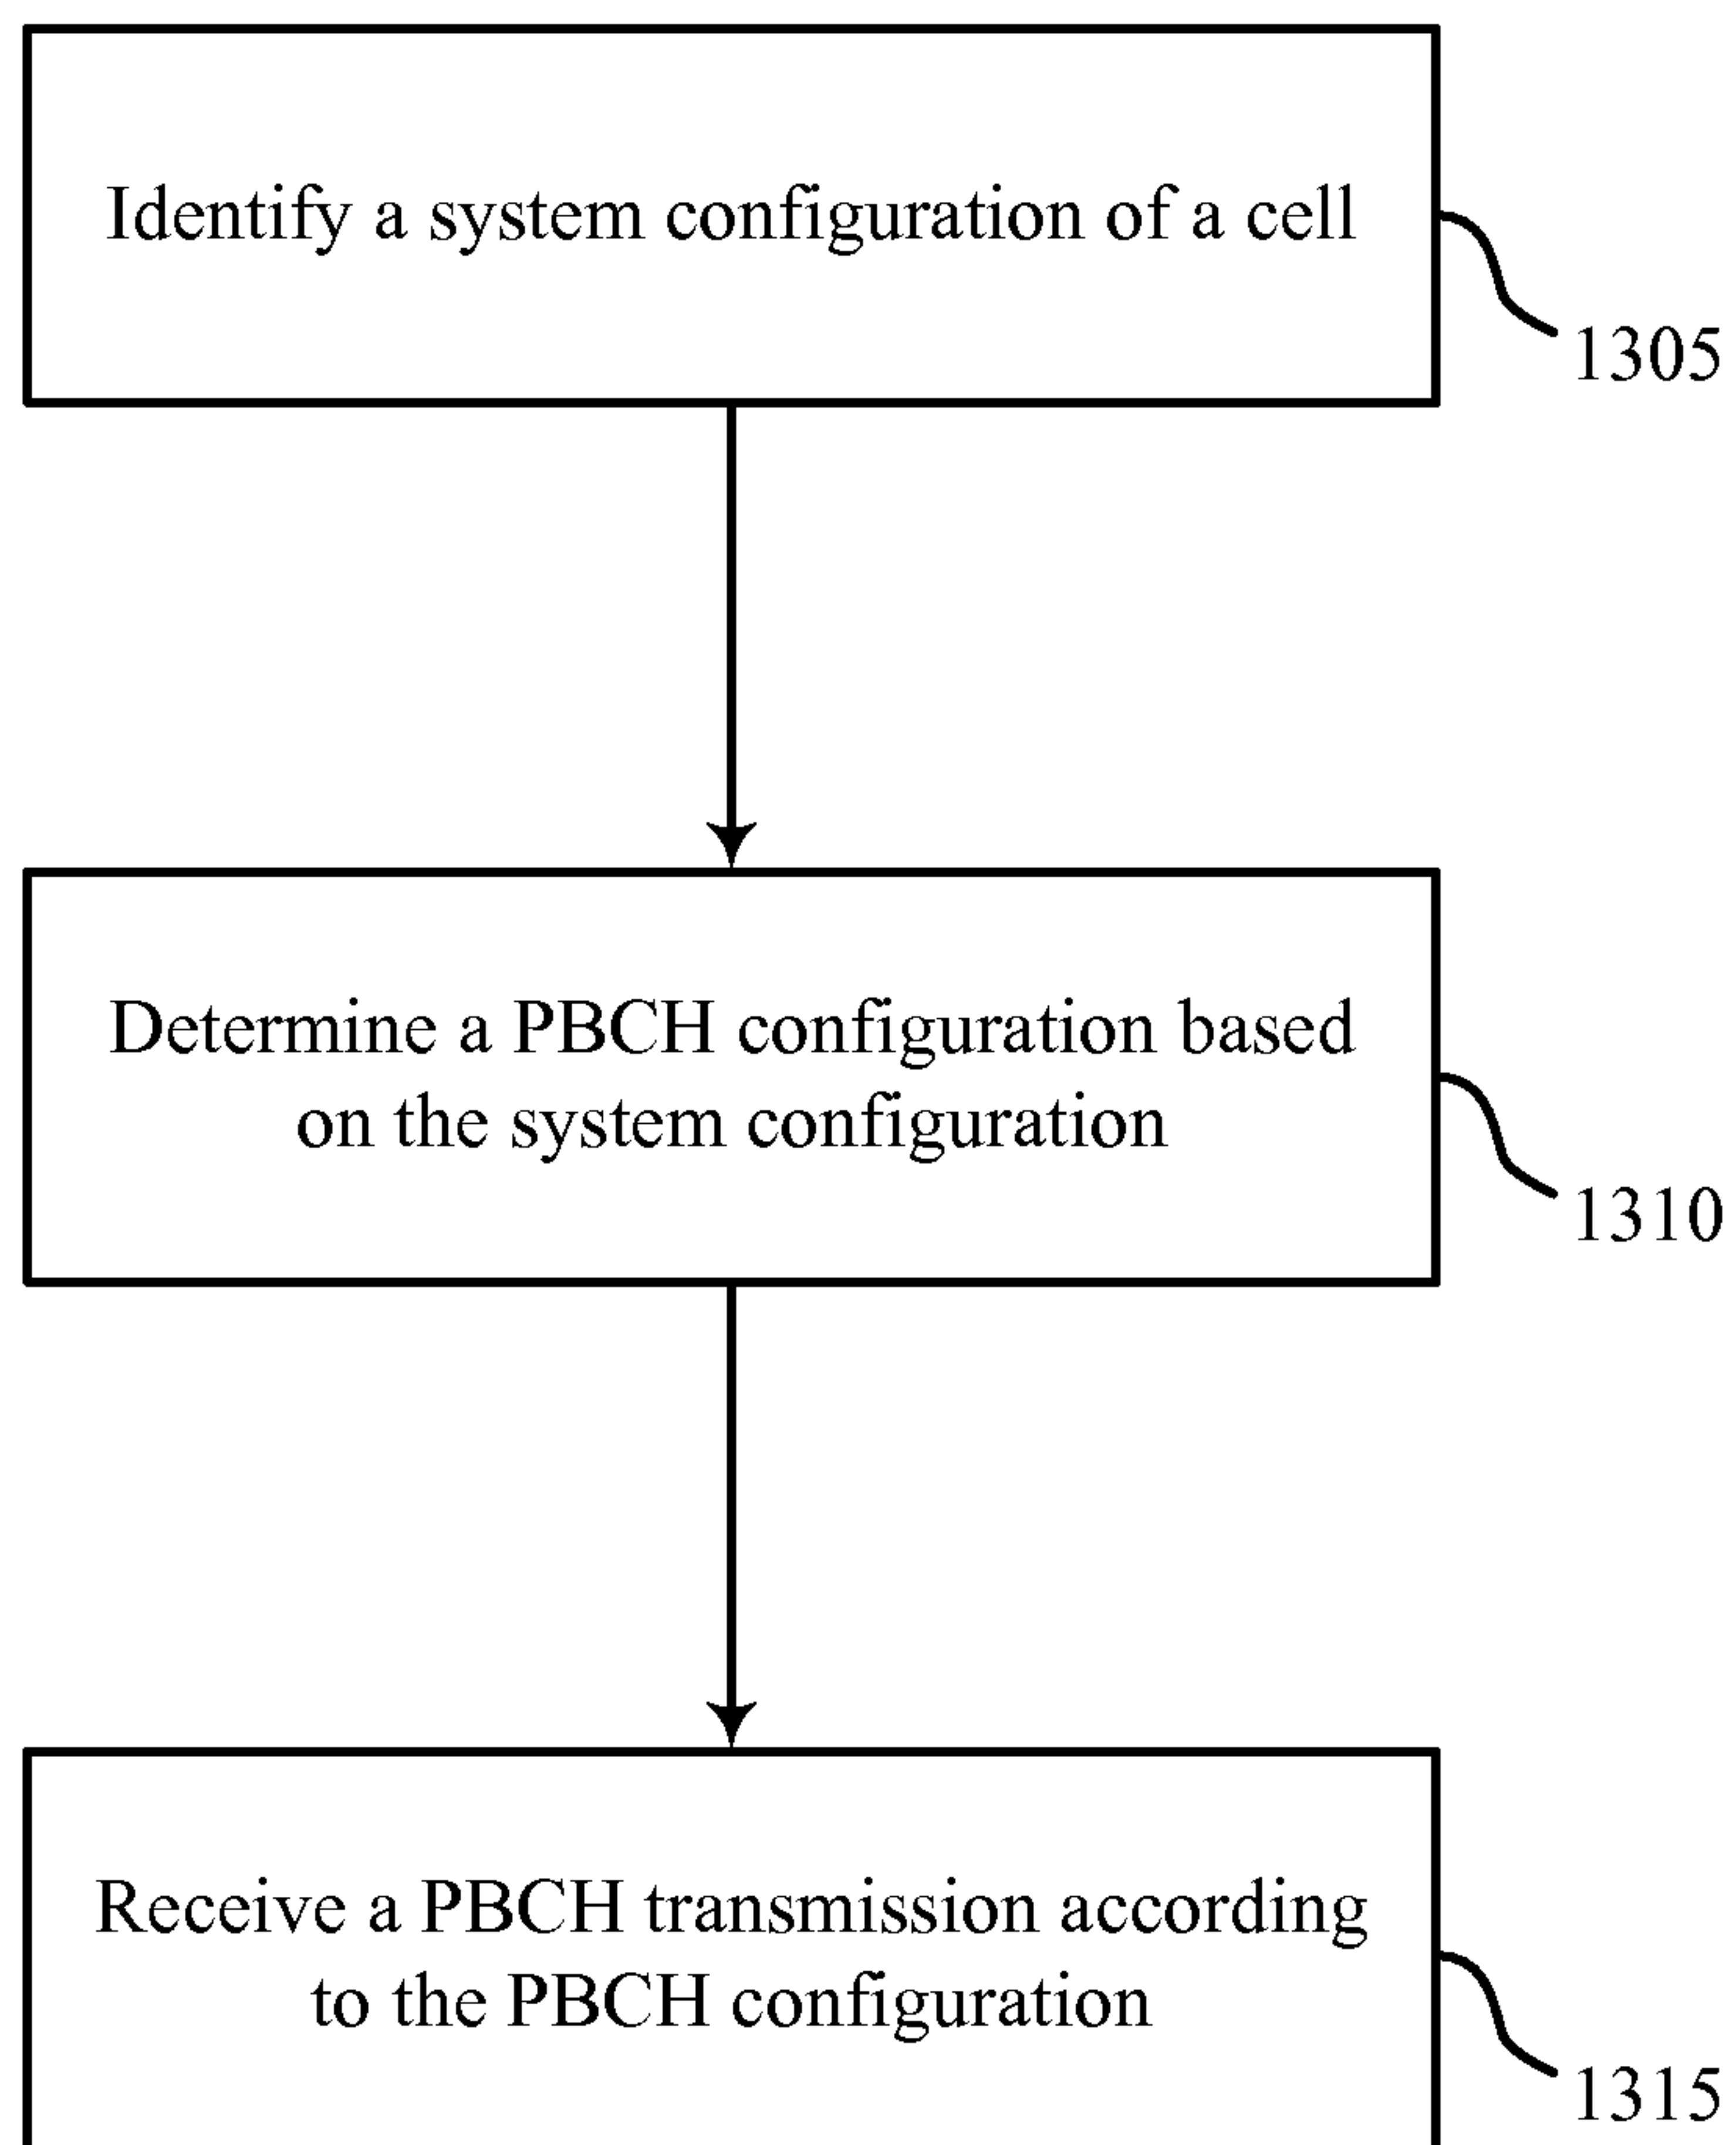 Identify a system configuration of a cell
1305
Determine a PBCH configuration based
on the system configuration
1310
Receive a PBCH transmission according
to the PBCH configuration
1315